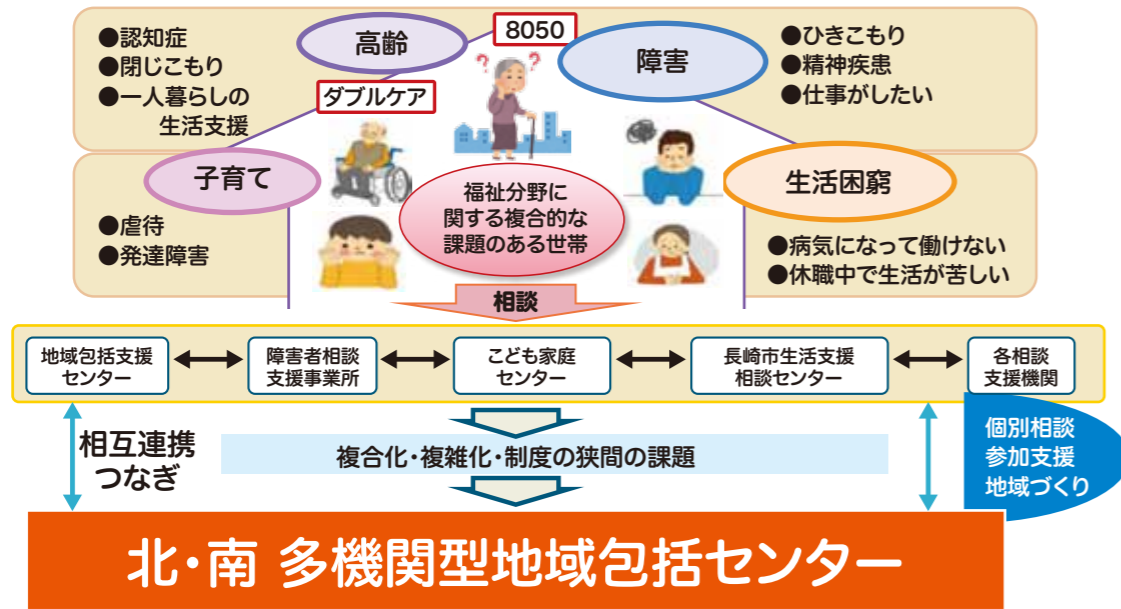 高齢
8050
障害
●認知症
●閉じこもり
●一人暮らしの
生活支援
ダブルケア
●ひきこもり
●精神疾患
●仕事がしたい
?
?
子育て
●虐待
●発達障害
福祉分野に
関する複合的な
課題のある世帯
生活困窮
●病気になって働けない
●休職中で生活が苦しい
相談
地域包括支援
センター
障害者相談
支援事業所
こども家庭
センター
長崎市生活支援
相談センター
各相談
支援機関
相互連携
つなぎ
複合化・複雑化・制度の狭間の課題
個別相談
参加支援
地域づくり
北・南 多機関型地域包括センター